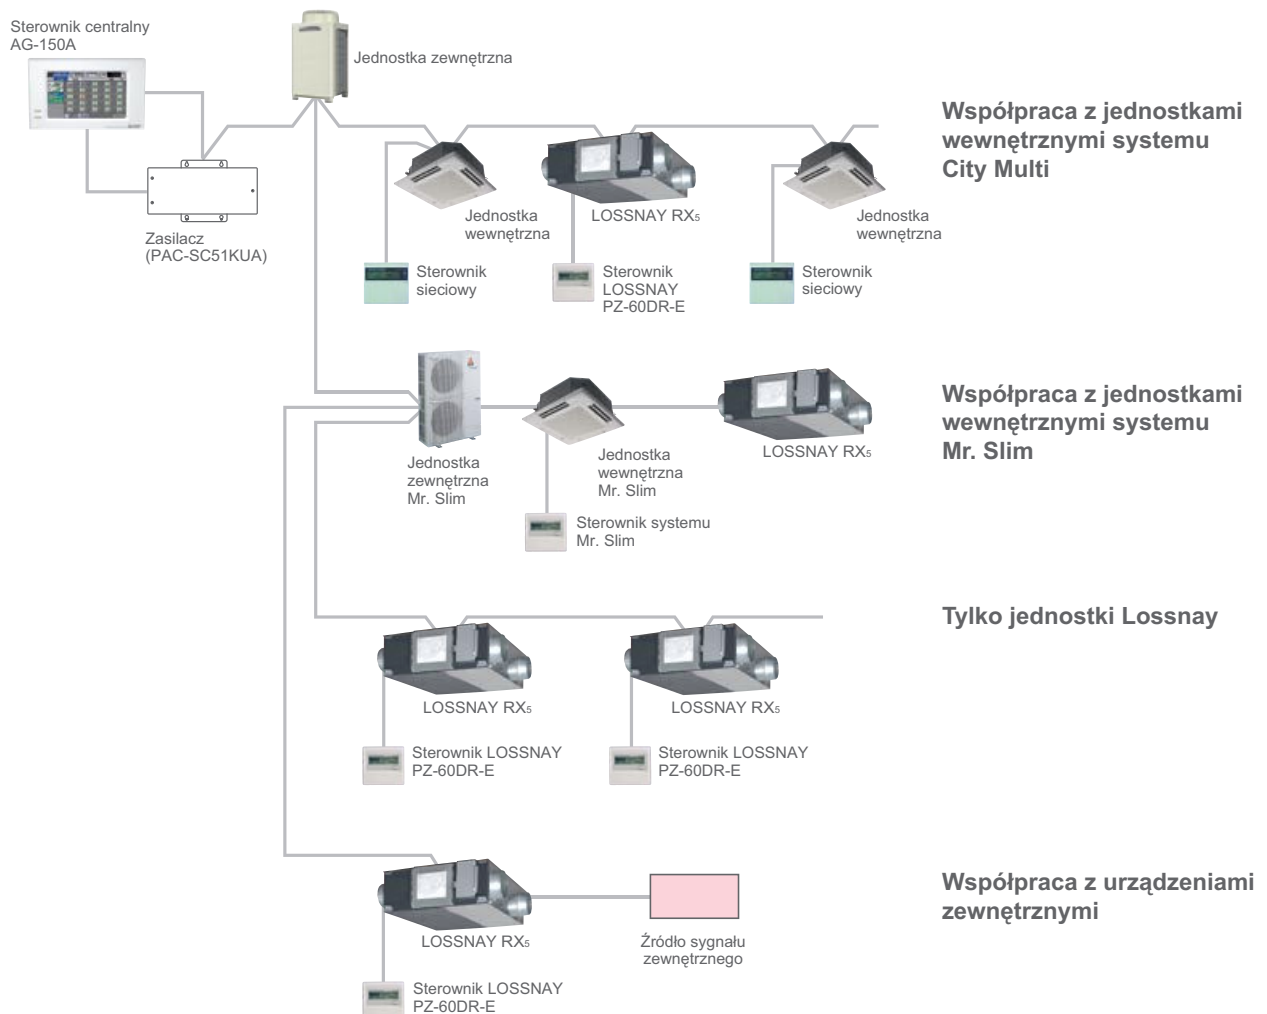 Sterownik centralny
AG-150A
Jednostka zewnętrzna
Zasilacz
(PAC-SC51KUA)
Jednostka
wewnętrzna
LOSSNAY RX5
Jednostka
wewnętrzna
Sterownik
sieciowy
Sterownik
LOSSNAY
PZ-60DR-E
Sterownik
sieciowy
Współpraca z jednostkami
wewnętrznymi systemu
City Multi
Jednostka
zewnętrzna
Mr. Slim
Jednostka
wewnętrzna
Mr. Slim
LOSSNAY RX5
Sterownik systemu
Mr. Slim
Współpraca z jednostkami
wewnętrznymi systemu
Mr. Slim
LOSSNAY RX5
LOSSNAY RX5
Sterownik LOSSNAY
PZ-60DR-E
Sterownik LOSSNAY
PZ-60DR-E
Tylko jednostki Lossnay
LOSSNAY RX5
Źródło sygnału
zewnętrznego
Sterownik LOSSNAY
PZ-60DR-E
Współpraca z urządzeniami
zewnętrznymi